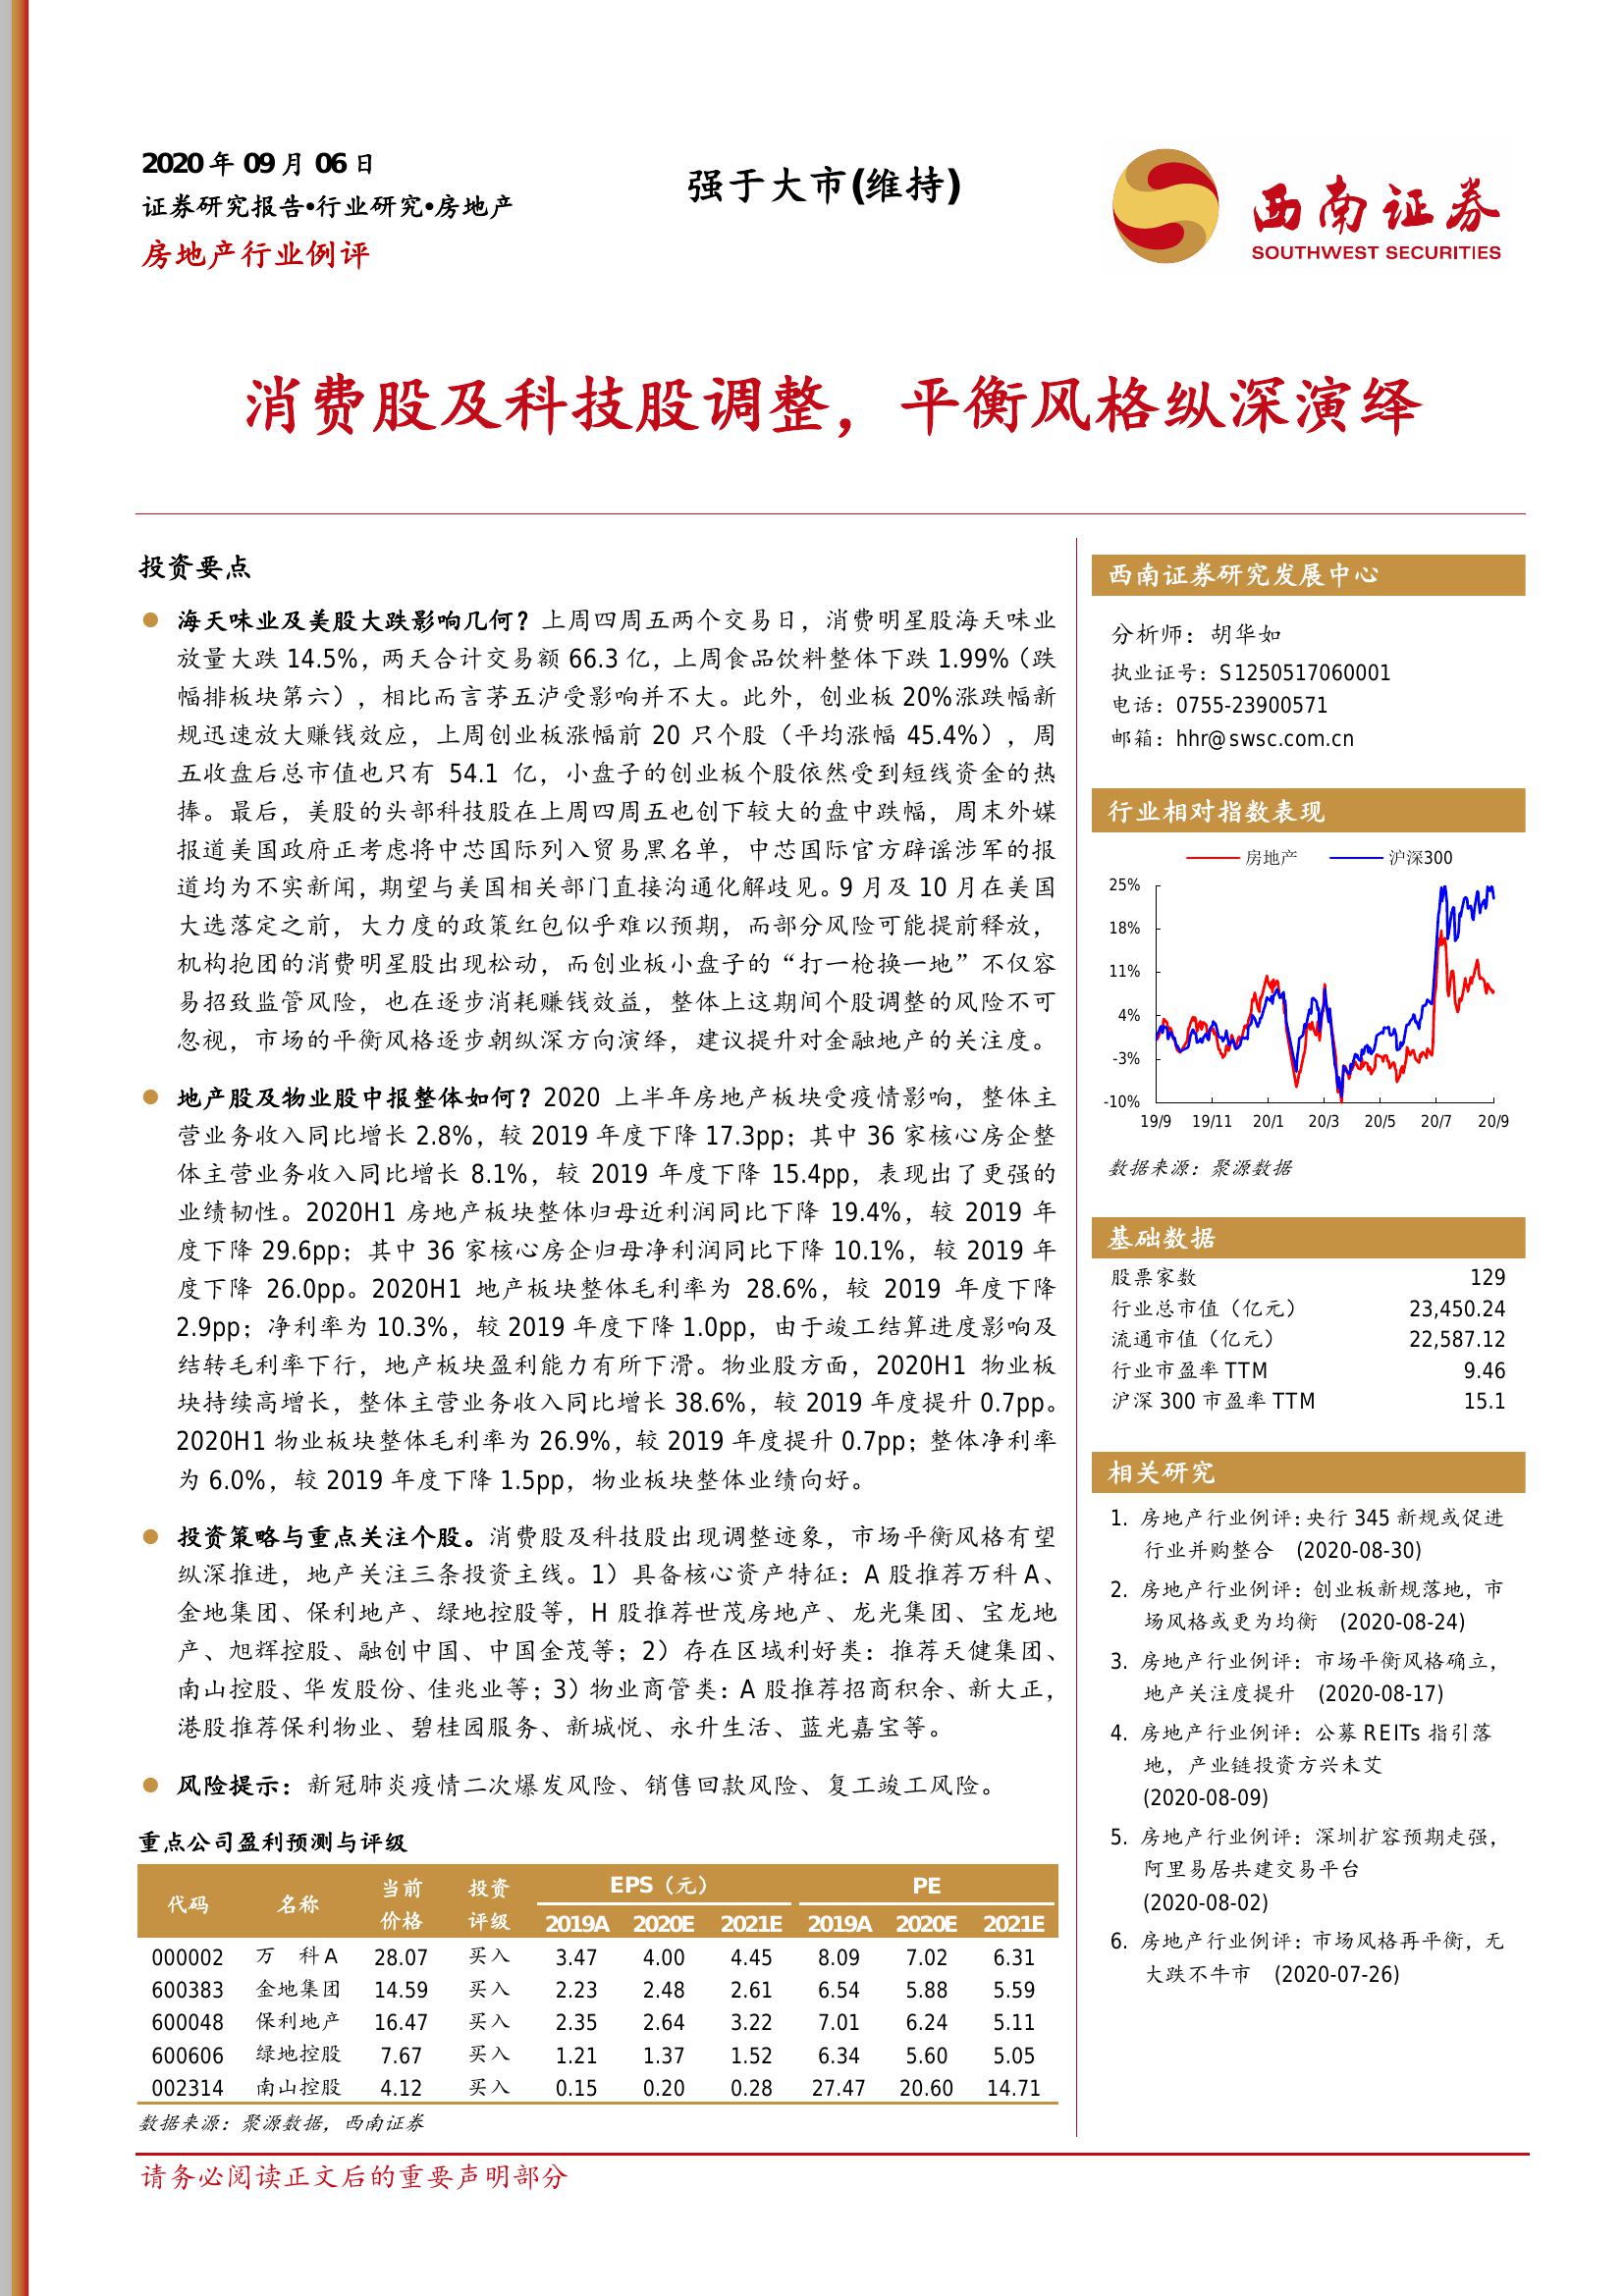 2020 年 09 月 06 日
证券研究报告•行业研究•房地产
房地产行业例评
强于大市(维持)
西南证券
SOUTHWEST SECURITIES
消费股及科技股调整，平衡风格纵深演绎
投资要点
海天味业及美股大跌影响几何？上周四周五两个交易日，消费明星股海天味业
放量大跌 14.5%，两天合计交易额 66.3 亿，上周食品饮料整体下跌 1.99%（跌
幅排板块第六），相比而言茅五泸受影响并不大。此外，创业板 20%涨跌幅新
规迅速放大赚钱效应，上周创业板涨幅前 20 只个股（平均涨幅 45.4%），周
五收盘后总市值也只有 54.1 亿，小盘子的创业板个股依然受到短线资金的热
捧。最后，美股的头部科技股在上周四周五也创下较大的盘中跌幅，周末外媒
报道美国政府正考虑将中芯国际列入贸易黑名单，中芯国际官方辟谣涉军的报
道均为不实新闻，期望与美国相关部门直接沟通化解歧见。9 月及 10 月在美国
大选落定之前，大力度的政策红包似乎难以预期，而部分风险可能提前释放，
机构抱团的消费明星股出现松动，而创业板小盘子的“打一枪换一地”不仅容
易招致监管风险，也在逐步消耗赚钱效益，整体上这期间个股调整的风险不可
忽视，市场的平衡风格逐步朝纵深方向演绎，建议提升对金融地产的关注度。
地产股及物业股中报整体如何？2020 上半年房地产板块受疫情影响，整体主
营业务收入同比增长 2.8%，较 2019 年度下降 17.3pp；其中 36 家核心房企整
体主营业务收入同比增长 8.1%，较 2019 年度下降 15.4pp，表现出了更强的
业绩韧性。2020H1 房地产板块整体归母近利润同比下降 19.4%，较 2019 年
度下降 29.6pp；其中 36 家核心房企归母净利润同比下降 10.1%，较 2019 年
度下降 26.0pp。2020H1 地产板块整体毛利率为 28.6%，较 2019 年度下降
2.9pp；净利率为 10.3%，较 2019 年度下降 1.0pp，由于竣工结算进度影响及
结转毛利率下行，地产板块盈利能力有所下滑。物业股方面，2020H1 物业板
块持续高增长，整体主营业务收入同比增长 38.6%，较 2019 年度提升 0.7pp。
2020H1 物业板块整体毛利率为 26.9%，较 2019 年度提升 0.7pp；整体净利率
为 6.0%，较 2019 年度下降 1.5pp，物业板块整体业绩向好。
投资策略与重点关注个股。消费股及科技股出现调整迹象，市场平衡风格有望
纵深推进，地产关注三条投资主线。1）具备核心资产特征：A 股推荐万科 A、
金地集团、保利地产、绿地控股等，H 股推荐世茂房地产、龙光集团、宝龙地
产、旭辉控股、融创中国、中国金茂等；2）存在区域利好类：推荐天健集团、
南山控股、华发股份、佳兆业等；3）物业商管类：A 股推荐招商积余、新大正，
港股推荐保利物业、碧桂园服务、新城悦、永升生活、蓝光嘉宝等。
风险提示：新冠肺炎疫情二次爆发风险、销售回款风险、复工竣工风险。
重点公司盈利预测与评级
代码 名称 当前价格 投资评级 EPS（元） PE
2019A 2020E 2021E 2019A 2020E 2021E
000002 万 科 A 28.07 买入 3.47 4.00 4.45 8.09 7.02 6.31
600383 金地集团 14.59 买入 2.23 2.48 2.61 6.54 5.88 5.59
600048 保利地产 16.47 买入 2.35 2.64 3.22 7.01 6.24 5.11
600606 绿地控股 7.67 买入 1.21 1.37 1.52 6.34 5.60 5.05
002314 南山控股 4.12 买入 0.15 0.20 0.28 27.47 20.60 14.71
数据来源：聚源数据，西南证券
西南证券研究发展中心
分析师：胡华如
执业证号：S1250517060001
电话：0755-23900571
邮箱：hhr@swsc.com.cn
行业相对指数表现
房地产 沪深300
25%
18%
11%
4%
-3%
-10%
19/9 19/11 20/1 20/3 20/5 20/7 20/9
数据来源：聚源数据
基础数据
股票家数 129
行业总市值（亿元） 23,450.24
流通市值（亿元） 22,587.12
行业市盈率 TTM 9.46
沪深 300 市盈率 TTM 15.1
相关研究
1. 房地产行业例评：央行 345 新规或促进
行业并购整合 (2020-08-30)
2. 房地产行业例评：创业板新规落地，市
场风格或更为均衡 (2020-08-24)
3. 房地产行业例评：市场平衡风格确立，
地产关注度提升 (2020-08-17)
4. 房地产行业例评：公募 REITs 指引落
地，产业链投资方兴未艾
(2020-08-09)
5. 房地产行业例评：深圳扩容预期走强，
阿里易居共建交易平台
(2020-08-02)
6. 房地产行业例评：市场风格再平衡，无
大跌不牛市 (2020-07-26)
请务必阅读正文后的重要声明部分